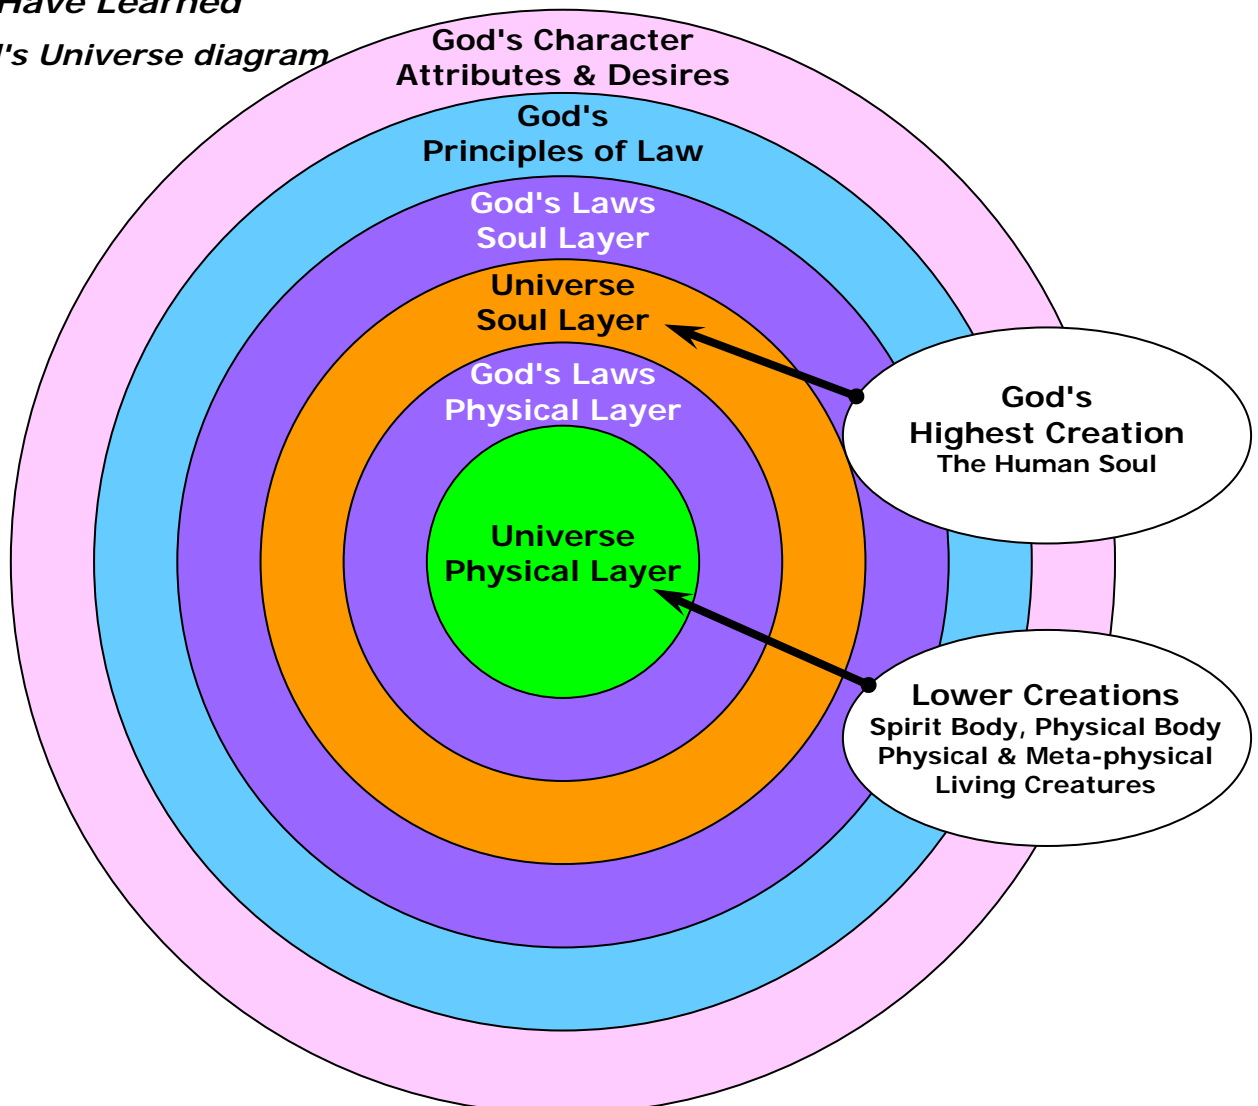 Have Learned
's Universe diagram
God's Character
Attributes & Desires
God's
Principles of Law
God's Laws
Soul Layer
Universe
Soul Layer
God's Laws
Physical Layer
Universe
Physical Layer
God's
Highest Creation
The Human Soul
Lower Creations
Spirit Body, Physical Body
Physical & Meta-physical
Living Creatures